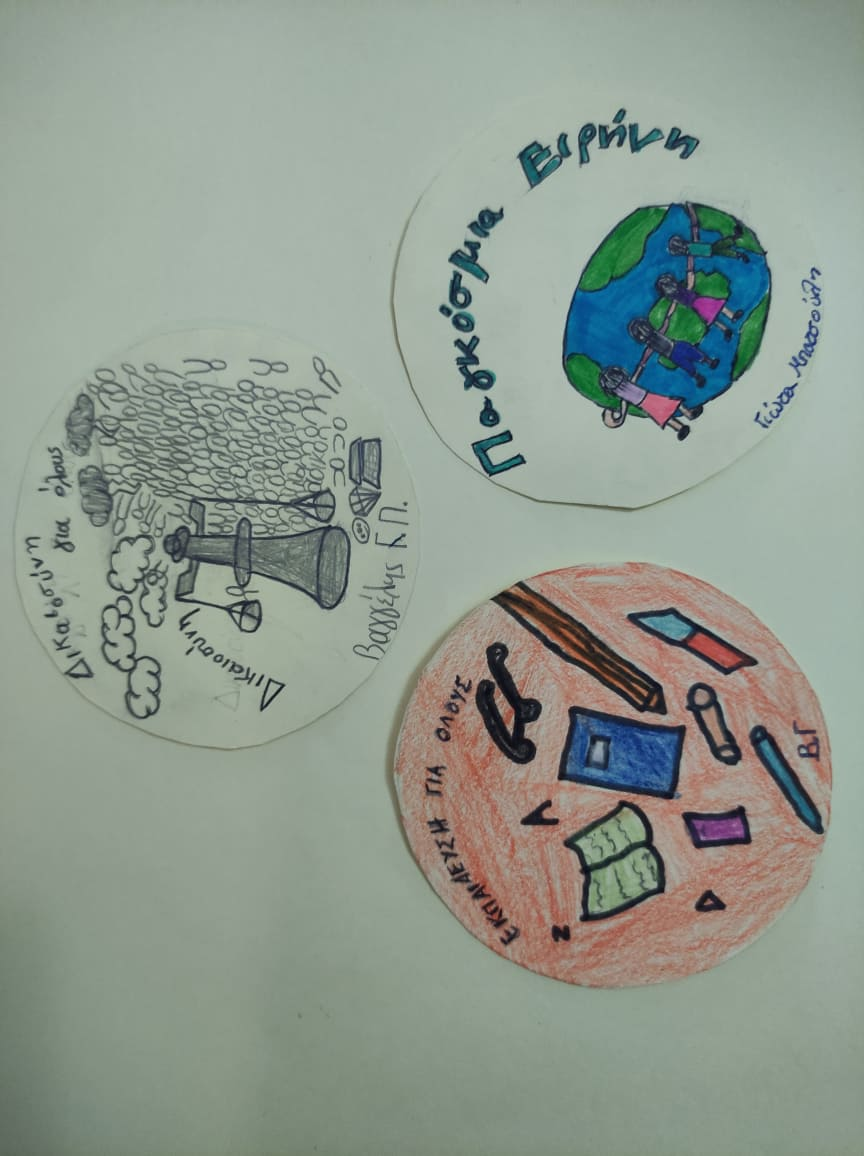 Δικαιοσύνη
για όλους
Δικαιοσύνη
Βαγγέλης Γ.Π.
Παγκόσμια Ειρήνη
Γιώτα
ΕΚΠΑΙΔΕΥΣΗ ΓΙΑ ΟΛΟΥΣ
Δ
Β.Γ